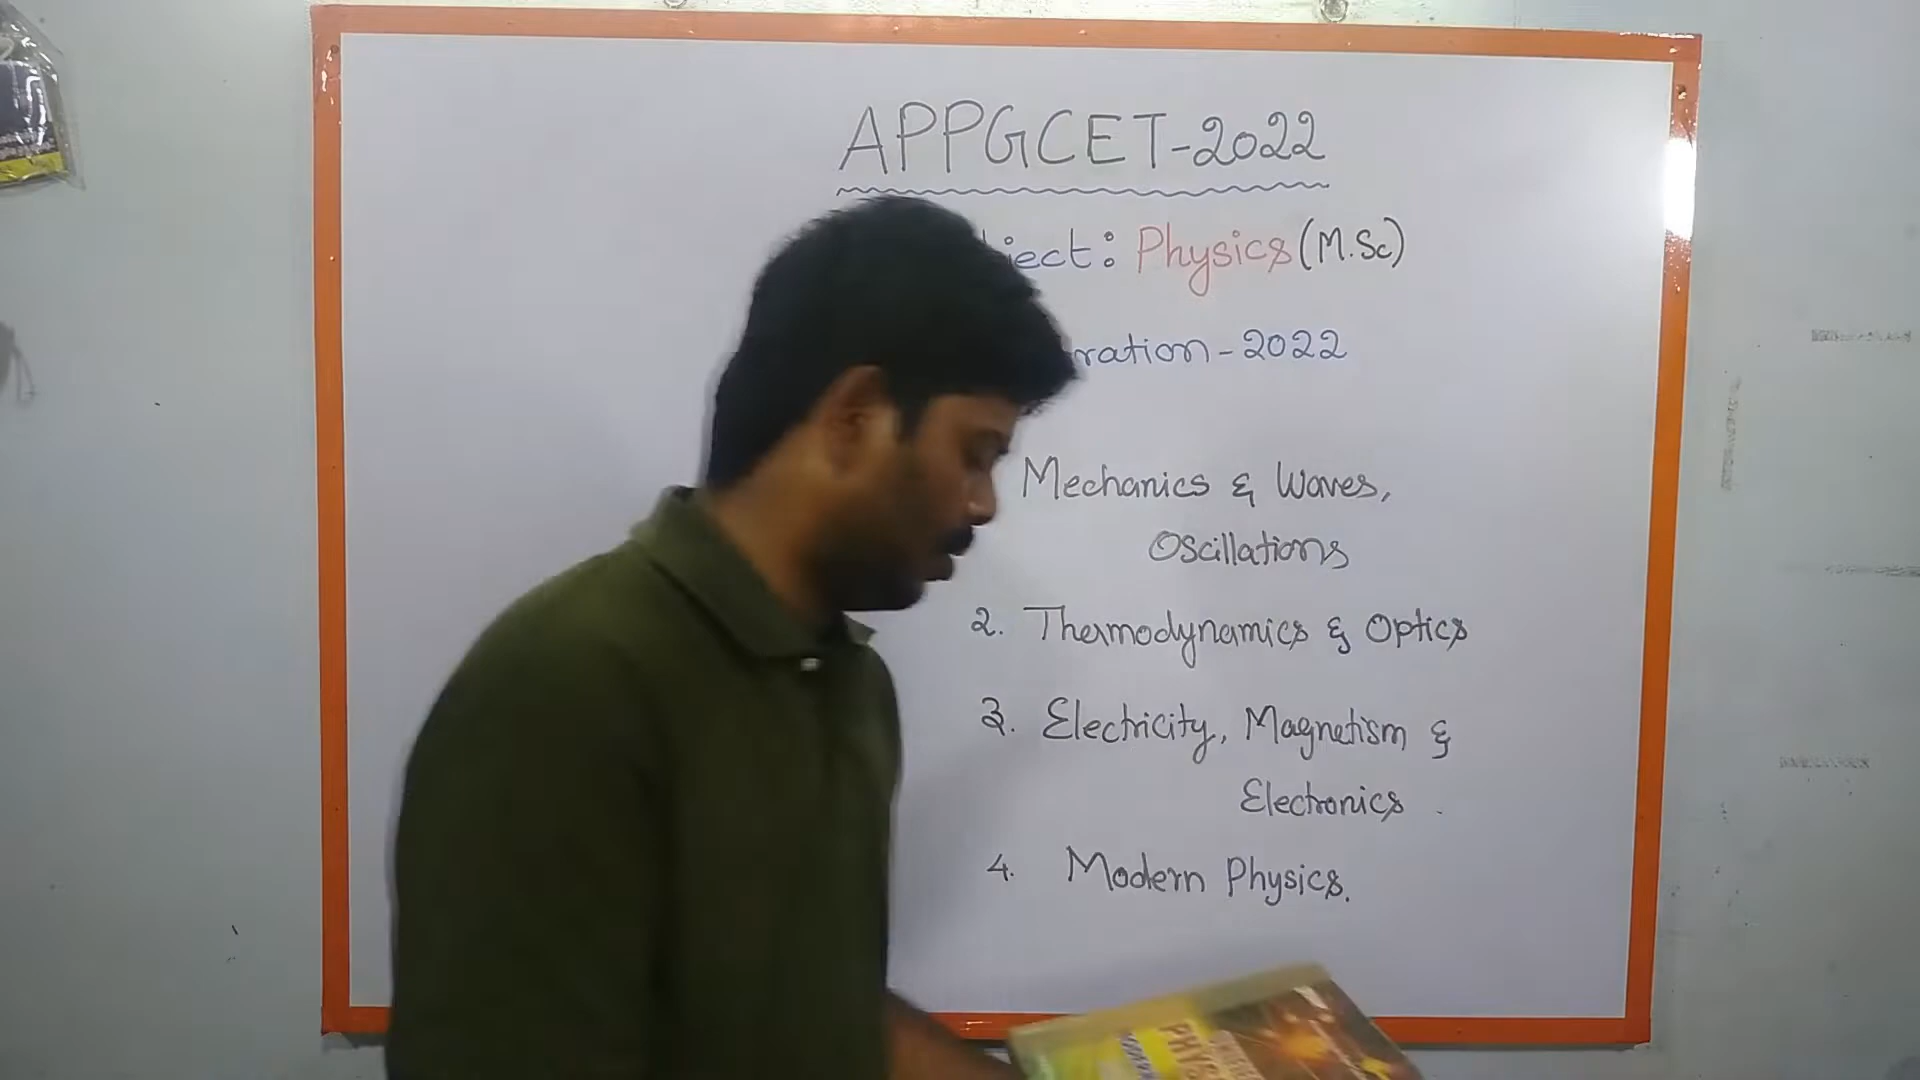 APPGCET-2022
ject: Physics (M.Sc)
ration - 2022
Mechanics & Waves,
Oscillations
2. Thermodynamics & Optics
3. Electricity, Magnetism &
Electronics.
4. Modern Physics.